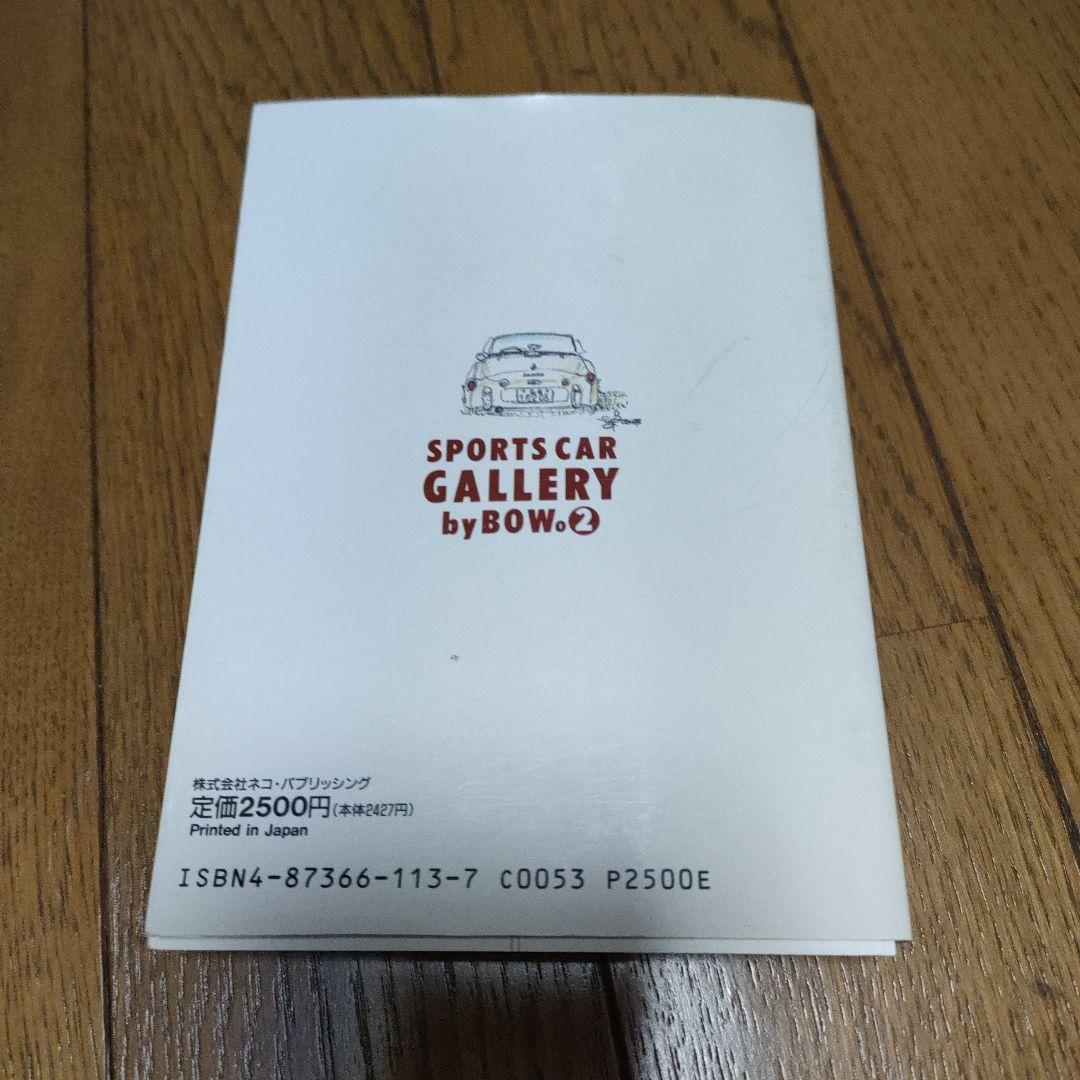 SPORTS CAR
GALLERY
by BOW。②
株式会社ネコ・パブリッシング
定価2500円(本体2427円)
Printed in Japan
ISBN4-87366-113-7 C0053 P2500E